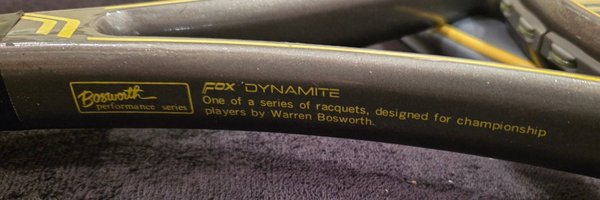 Bosworth
performance series
FOX DYNAMITE
One of a series of racquets, designed for championship
players by Warren Bosworth.